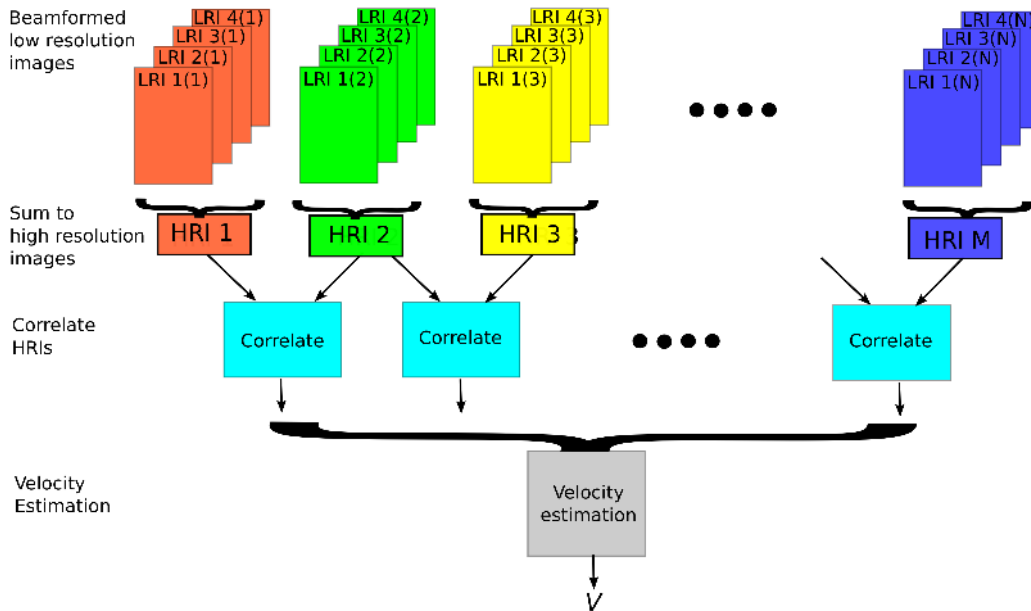 Beamformed
low resolution
images
LRI 4(1)
LRI 3(1)
LRI 2(1)
LRI 1(1)
LRI 4(2)
LRI 3(2)
LRI 2(2)
LRI 1(2)
LRI 4(3)
LRI 3(3)
LRI 2(3)
LRI 1(3)
LRI 4(N)
LRI 3(N)
LRI 2(N)
LRI 1(N)
Sum to
high resolution
images
HRI 1
HRI 2
HRI 3
HRI M
Correlate
HRIs
Correlate
Correlate
Correlate
Velocity
Estimation
Velocity
estimation
V